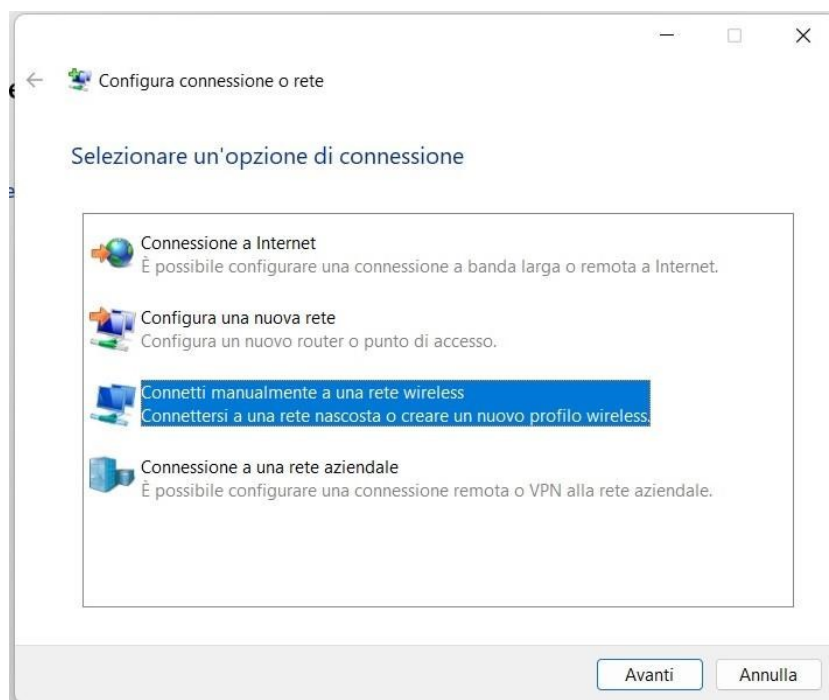 Configura connessione o rete
Selezionare un'opzione di connessione
Connessione a Internet
È possibile configurare una connessione a banda larga o remota a Internet.
Configura una nuova rete
Configura un nuovo router o punto di accesso.
Connetti manualmente a una rete wireless
Connettersi a una rete nascosta o creare un nuovo profilo wireless.
Connessione a una rete aziendale
È possibile configurare una connessione remota o VPN alla rete aziendale.
Avanti
Annulla